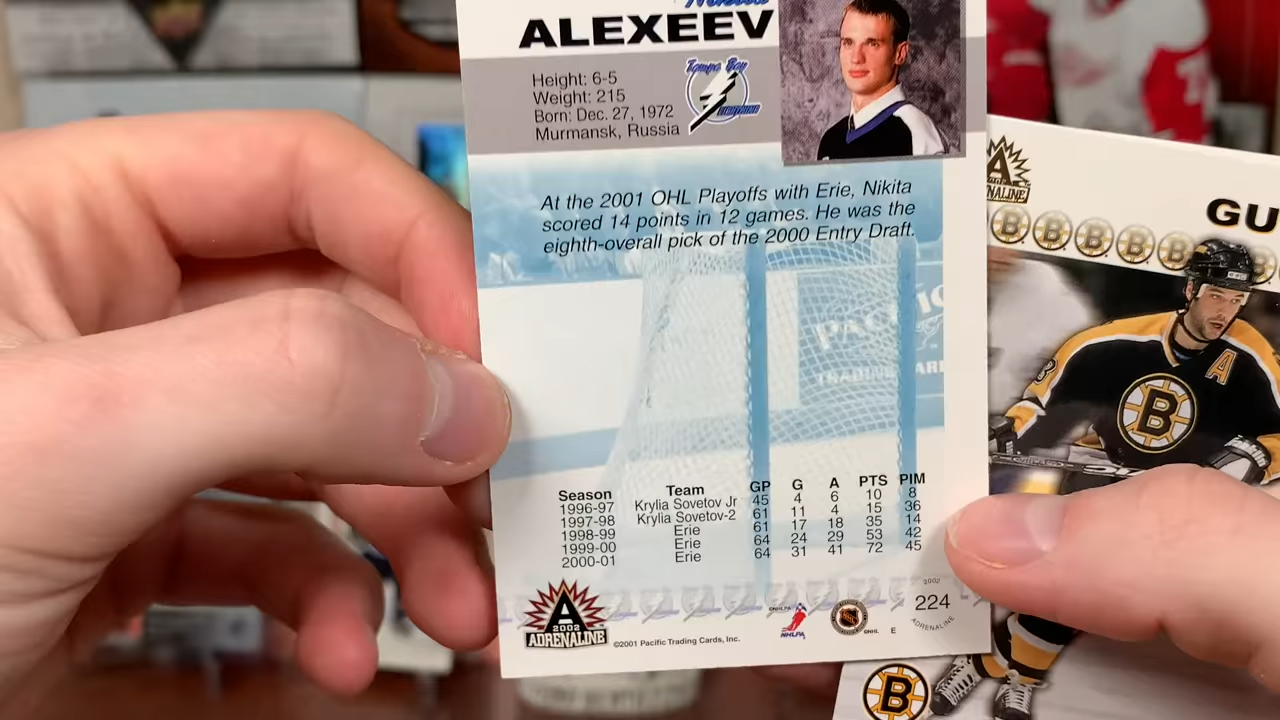 Nikita
ALEXEEV
Tampa Bay
LIGHTNING
Height: 6-5
Weight: 215
Born: Dec. 27, 1972
Murmansk, Russia
At the 2001 OHL Playoffs with Erie, Nikita
scored 14 points in 12 games. He was the
eighth-overall pick of the 2000 Entry Draft.
PACIFIC
TRADING CARDS
Season Team GP G A PTS PIM
1996-97 Krylia Sovetov Jr 45 4 6 10 8
1997-98 Krylia Sovetov-2 61 11 4 15 36
1998-99 Erie 61 17 18 35 14
1999-00 Erie 64 24 29 53 42
2000-01 Erie 64 31 41 72 45
A
2002
ADRENALINE
©2001 Pacific Trading Cards, Inc.
©NHLPA
NHLPA
©NHL E
2002
224
ADRENALINE
A
NALINE
GU
B B B B B
A
B
B